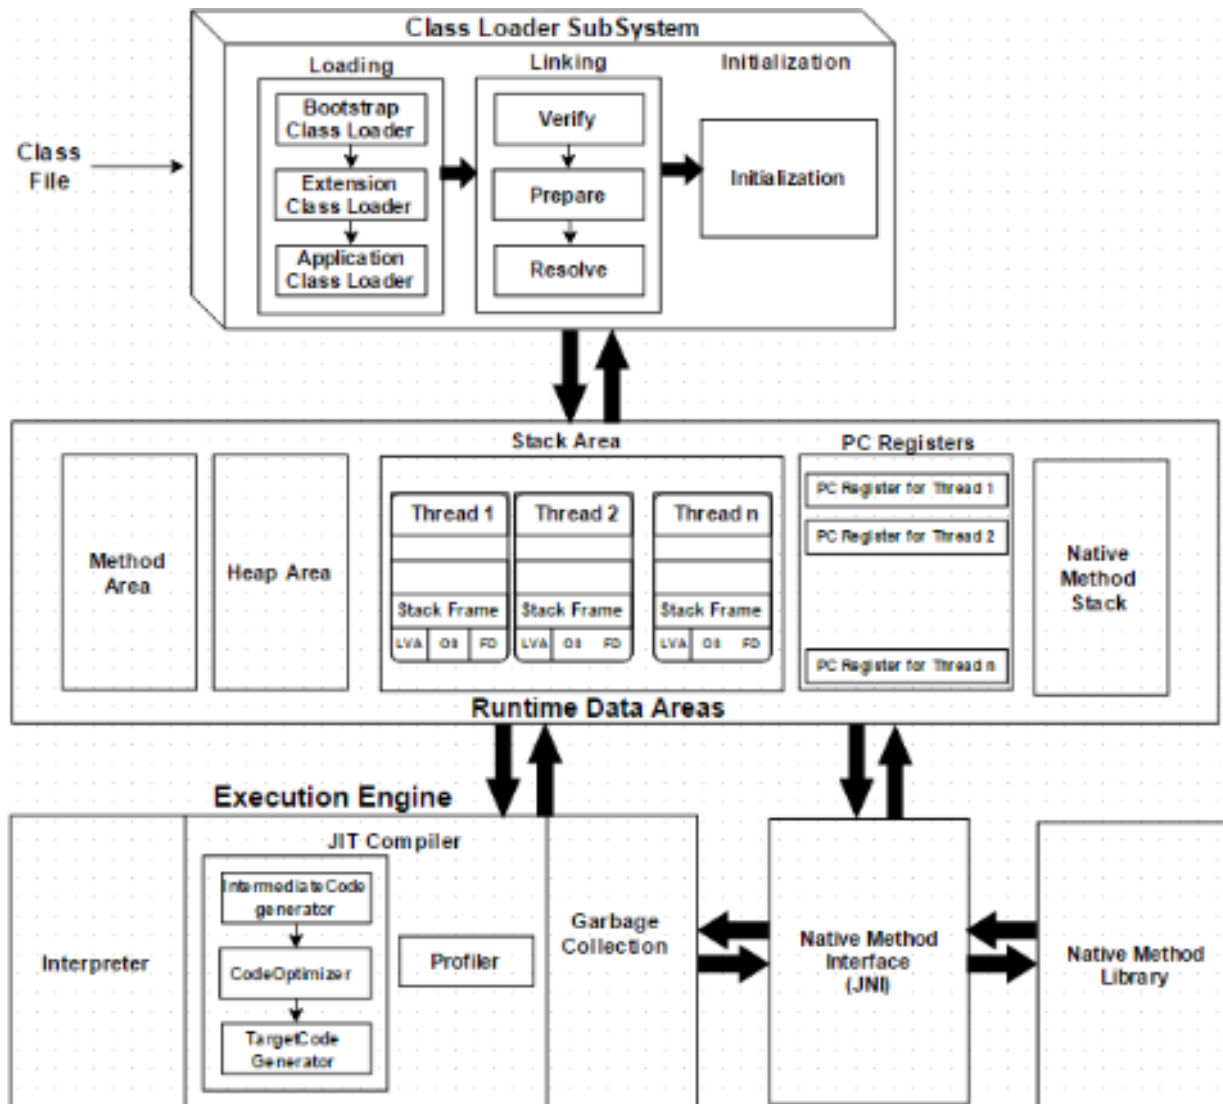 Class Loader SubSystem
Loading
Linking
Initialization
Bootstrap
Class Loader
Extension
Class Loader
Application
Class Loader
Verify
Prepare
Resolve
Initialization
Class
File
Stack Area
PC Registers
Method
Area
Heap Area
Thread 1
Stack Frame
LVA OS FD
Thread 2
Stack Frame
LVA OS FD
Thread n
Stack Frame
LVA OS FD
PC Register for Thread 1
PC Register for Thread 2
PC Register for Thread n
Native
Method
Stack
Runtime Data Areas
Execution Engine
Interpreter
JIT Compiler
IntermediateCode
generator
CodeOptimizer
TargetCode
Generator
Profiler
Garbage
Collection
Native Method
Interface
(JNI)
Native Method
Library